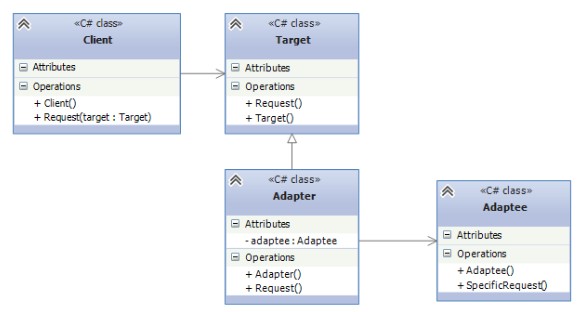 «C# class»
Client
Attributes
Operations
+ Client()
+ Request(target : Target)
«C# class»
Target
Attributes
Operations
+ Request()
+ Target()
«C# class»
Adapter
Attributes
- adaptee : Adaptee
Operations
+ Adapter()
+ Request()
«C# class»
Adaptee
Attributes
Operations
+ Adaptee()
+ SpecificRequest()